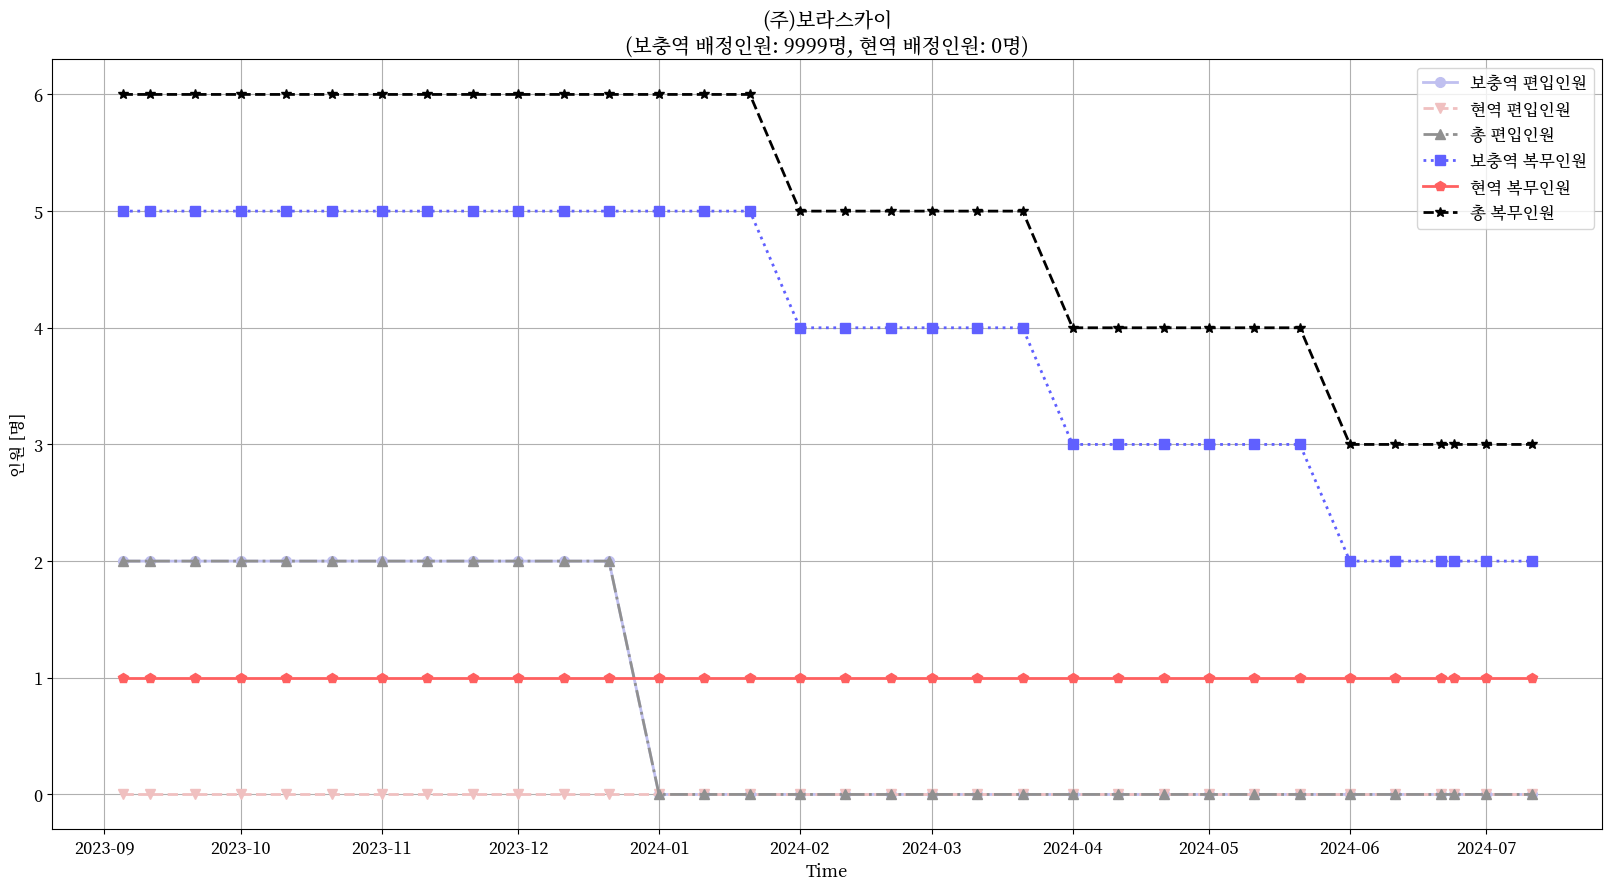 (주)보라스카이
(보충역 배정인원: 9999명, 현역 배정인원: 0명)
보충역 편입인원
현역 편입인원
총 편입인원
보충역 복무인원
현역 복무인원
총 복무인원
인원 [명]
6
5
4
3
2
1
0
2023-09 2023-10 2023-11 2023-12 2024-01 2024-02 2024-03 2024-04 2024-05 2024-06 2024-07
Time